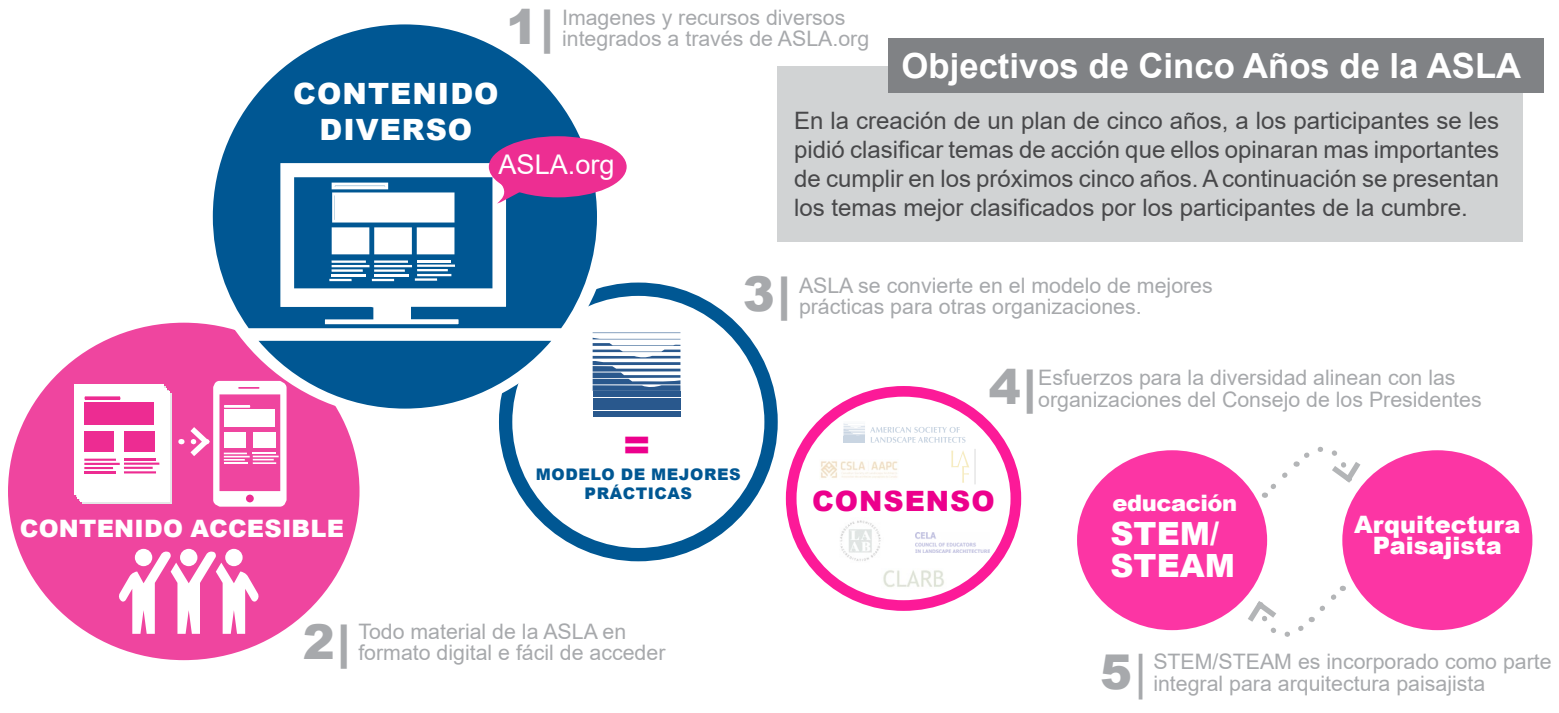 1 Imagenes y recursos diversos
integrados a través de ASLA.org
Objectivos de Cinco Años de la ASLA
En la creación de un plan de cinco años, a los participantes se les
pidió clasificar temas de acción que ellos opinaran mas importantes
de cumplir en los próximos cinco años. A continuación se presentan
los temas mejor clasificados por los participantes de la cumbre.
CONTENIDO
DIVERSO
ASLA.org
CONTENIDO ACCESIBLE
2 Todo material de la ASLA en
formato digital e fácil de acceder
3 ASLA se convierte en el modelo de mejores
prácticas para otras organizaciones.
=
MODELO DE MEJORES
PRÁCTICAS
4 Esfuerzos para la diversidad alinean con las
organizaciones del Consejo de los Presidentes
AMERICAN SOCIETY OF
LANDSCAPE ARCHITECTS
CSLA AAPC
LAF
CONSENSO
LA
AB
CELA
COUNCIL OF EDUCATORS
IN LANDSCAPE ARCHITECTURE
CLARB
educación
STEM/
STEAM
Arquitectura
Paisajista
5 STEM/STEAM es incorporado como parte
integral para arquitectura paisajista